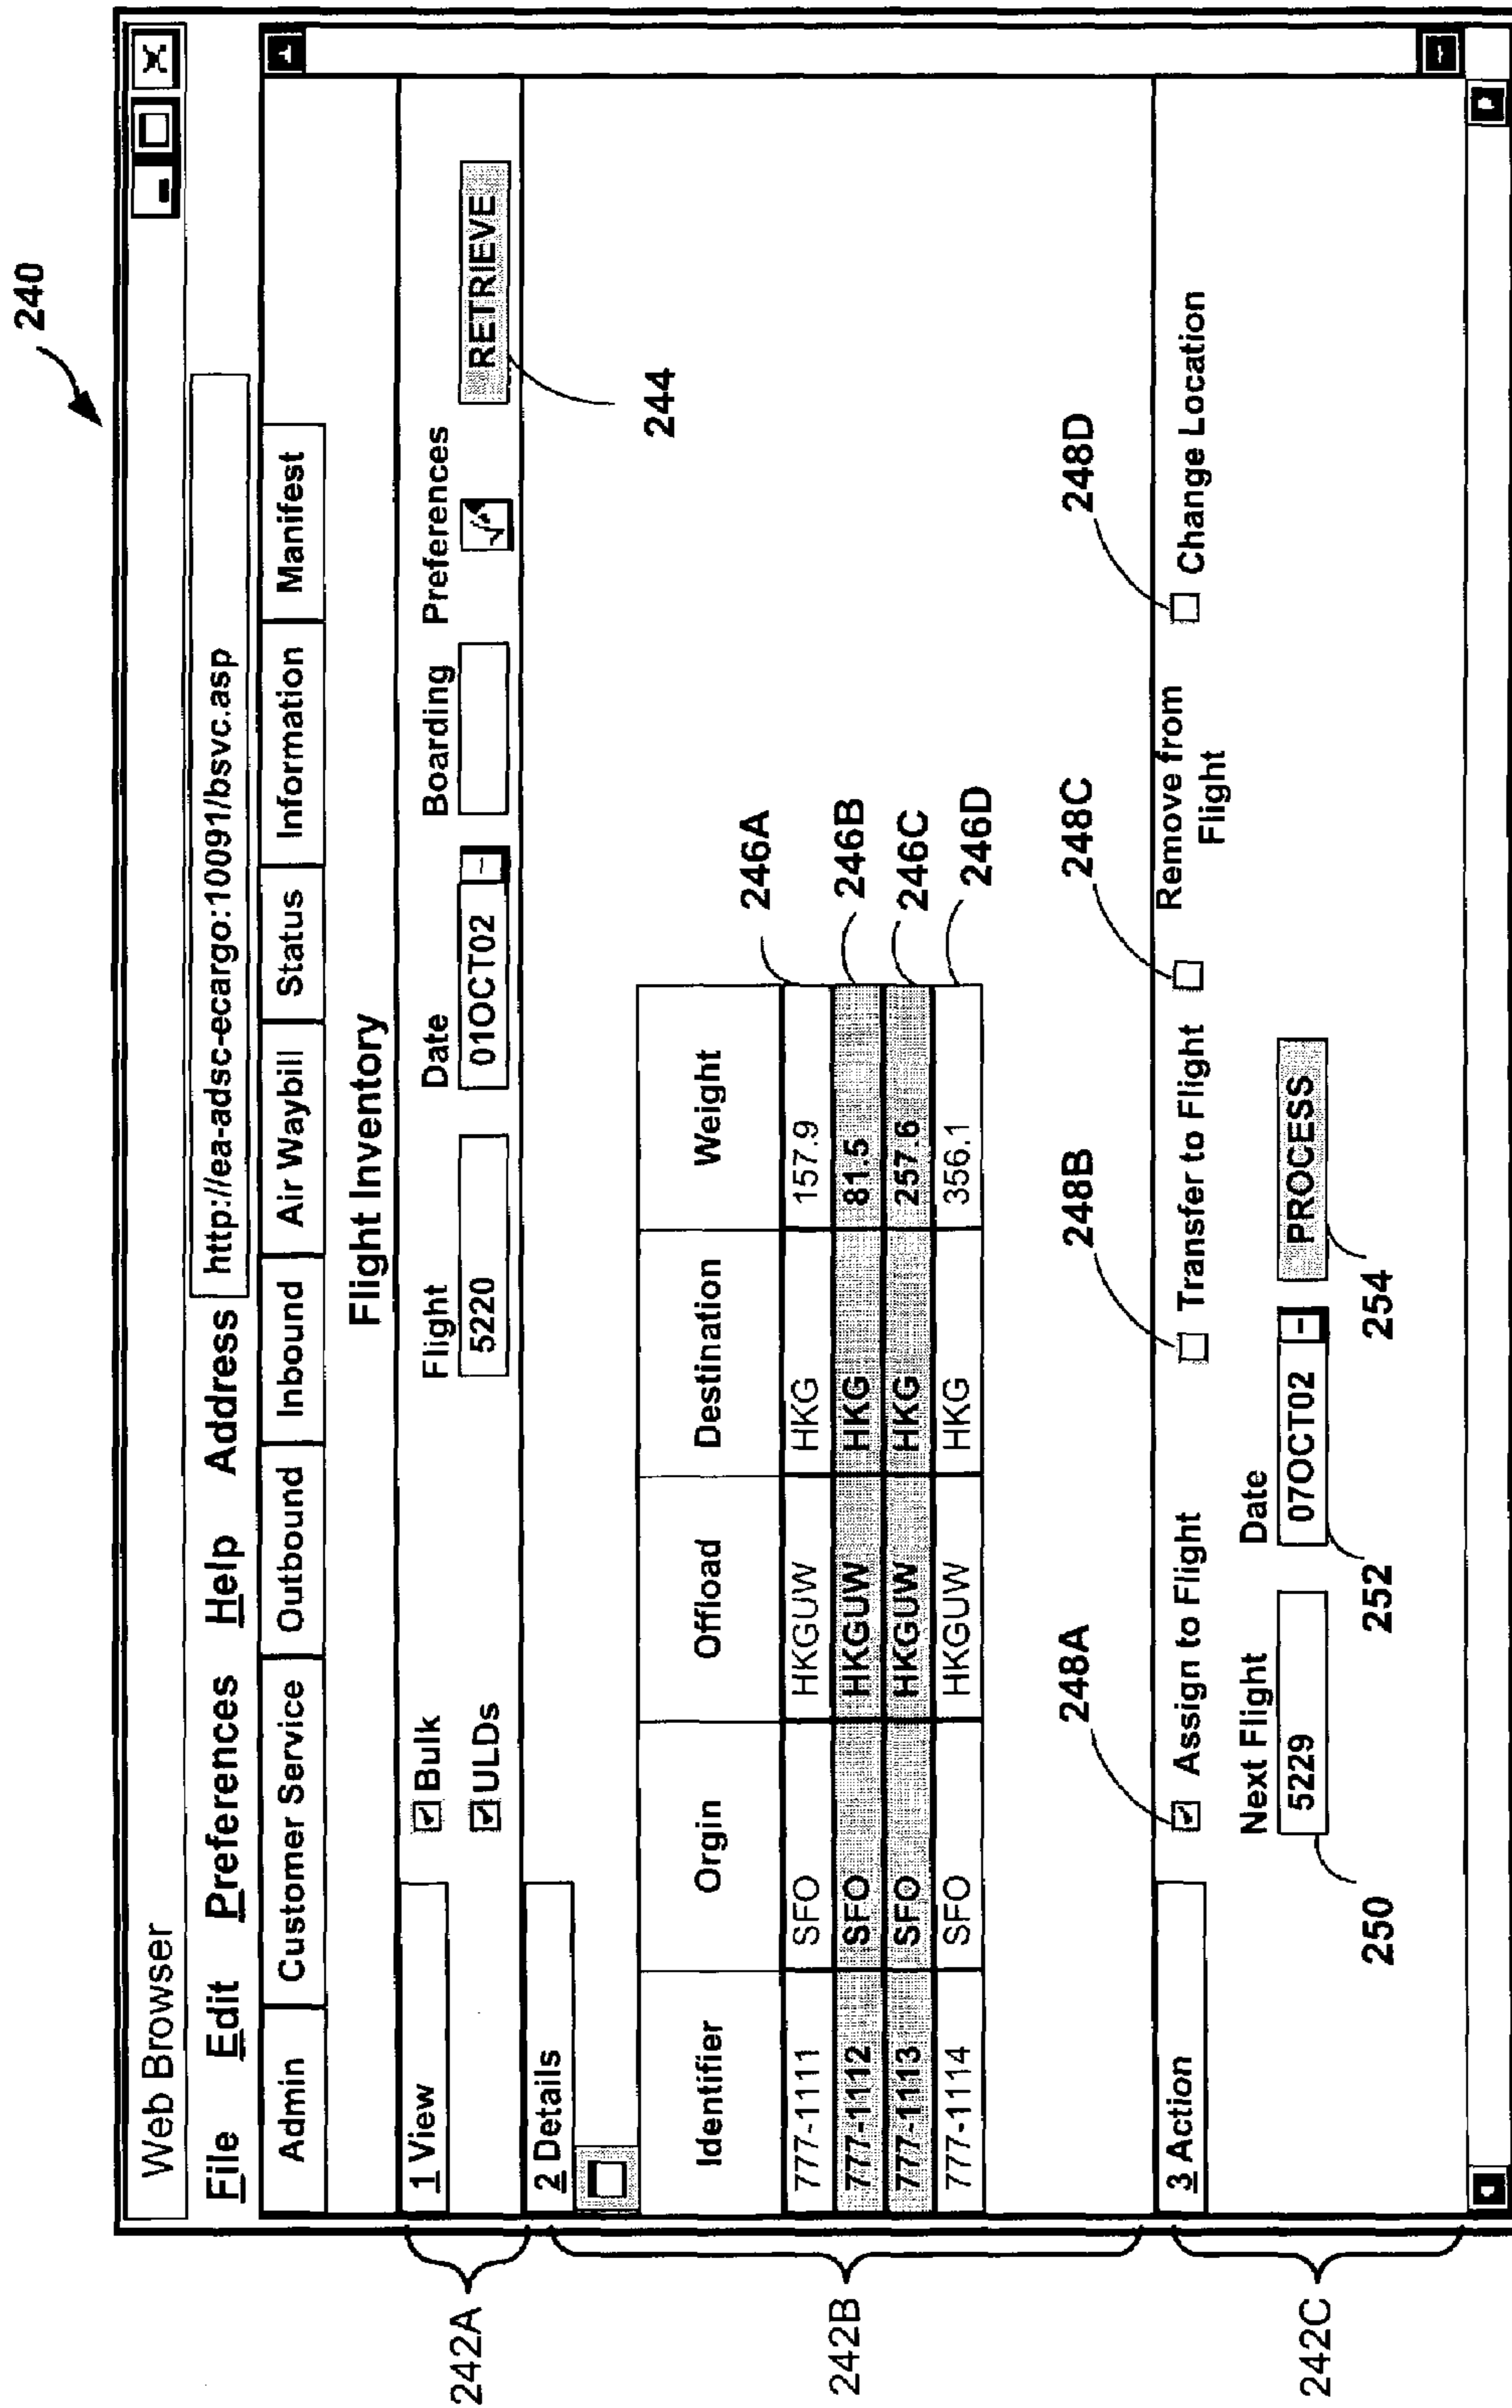 240
Web Browser
File Edit Preferences Help Address http://ea-adsc-ecargo:10091/bsvc.asp
Admin Customer Service Outbound Inbound Air Waybill Status Information Manifest
Flight Inventory
242A
1 View
Bulk
ULDs
Flight
5220
Date
01OCT02
Boarding
Preferences
RETRIEVE
244
242B
2 Details
Identifier Orgin Offload Destination Weight
777-1111 SFO HKGUW HKG 157.9 246A
777-1112 SFO HKGUW HKG 81.5 246B
777-1113 SFO HKGUW HKG 257.6 246C
777-1114 SFO HKGUW HKG 356.1 246D
248A 248B 248C 248D
242C
3 Action
Assign to Flight
Transfer to Flight
Remove from
Flight
Change Location
Next Flight
5229
Date
07OCT02
PROCESS
250 252 254